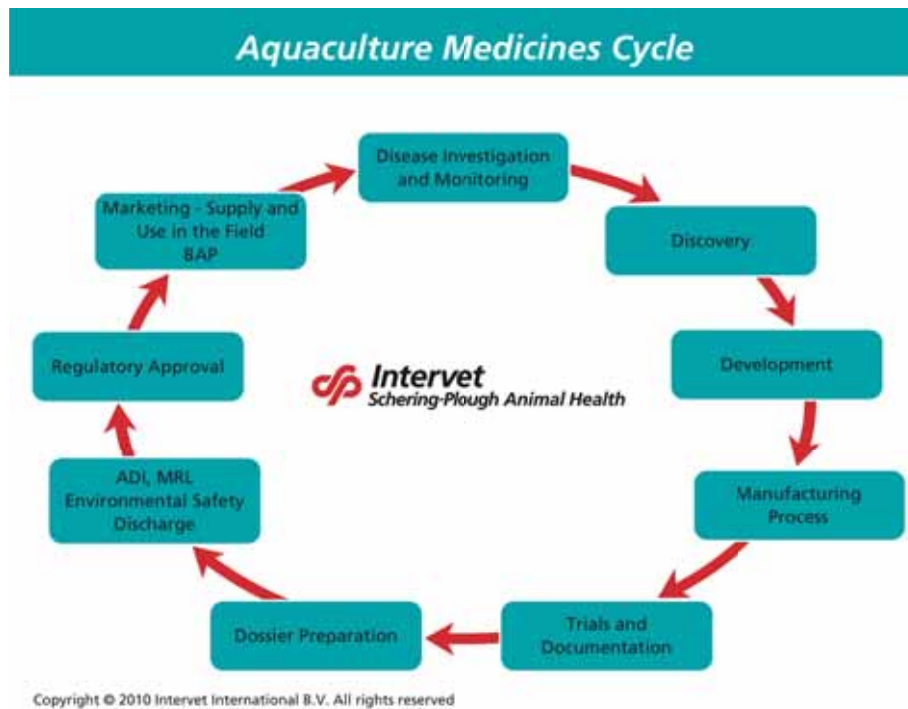 Aquaculture Medicines Cycle
Disease Investigation
and Monitoring
Marketing - Supply and
Use in the Field
BAP
Discovery
Regulatory Approval
Development
Intervet
Schering-Plough Animal Health
ADI, MRL
Environmental Safety
Discharge
Manufacturing
Process
Dossier Preparation
Trials and
Documentation
Copyright © 2010 Intervet International B.V. All rights reserved